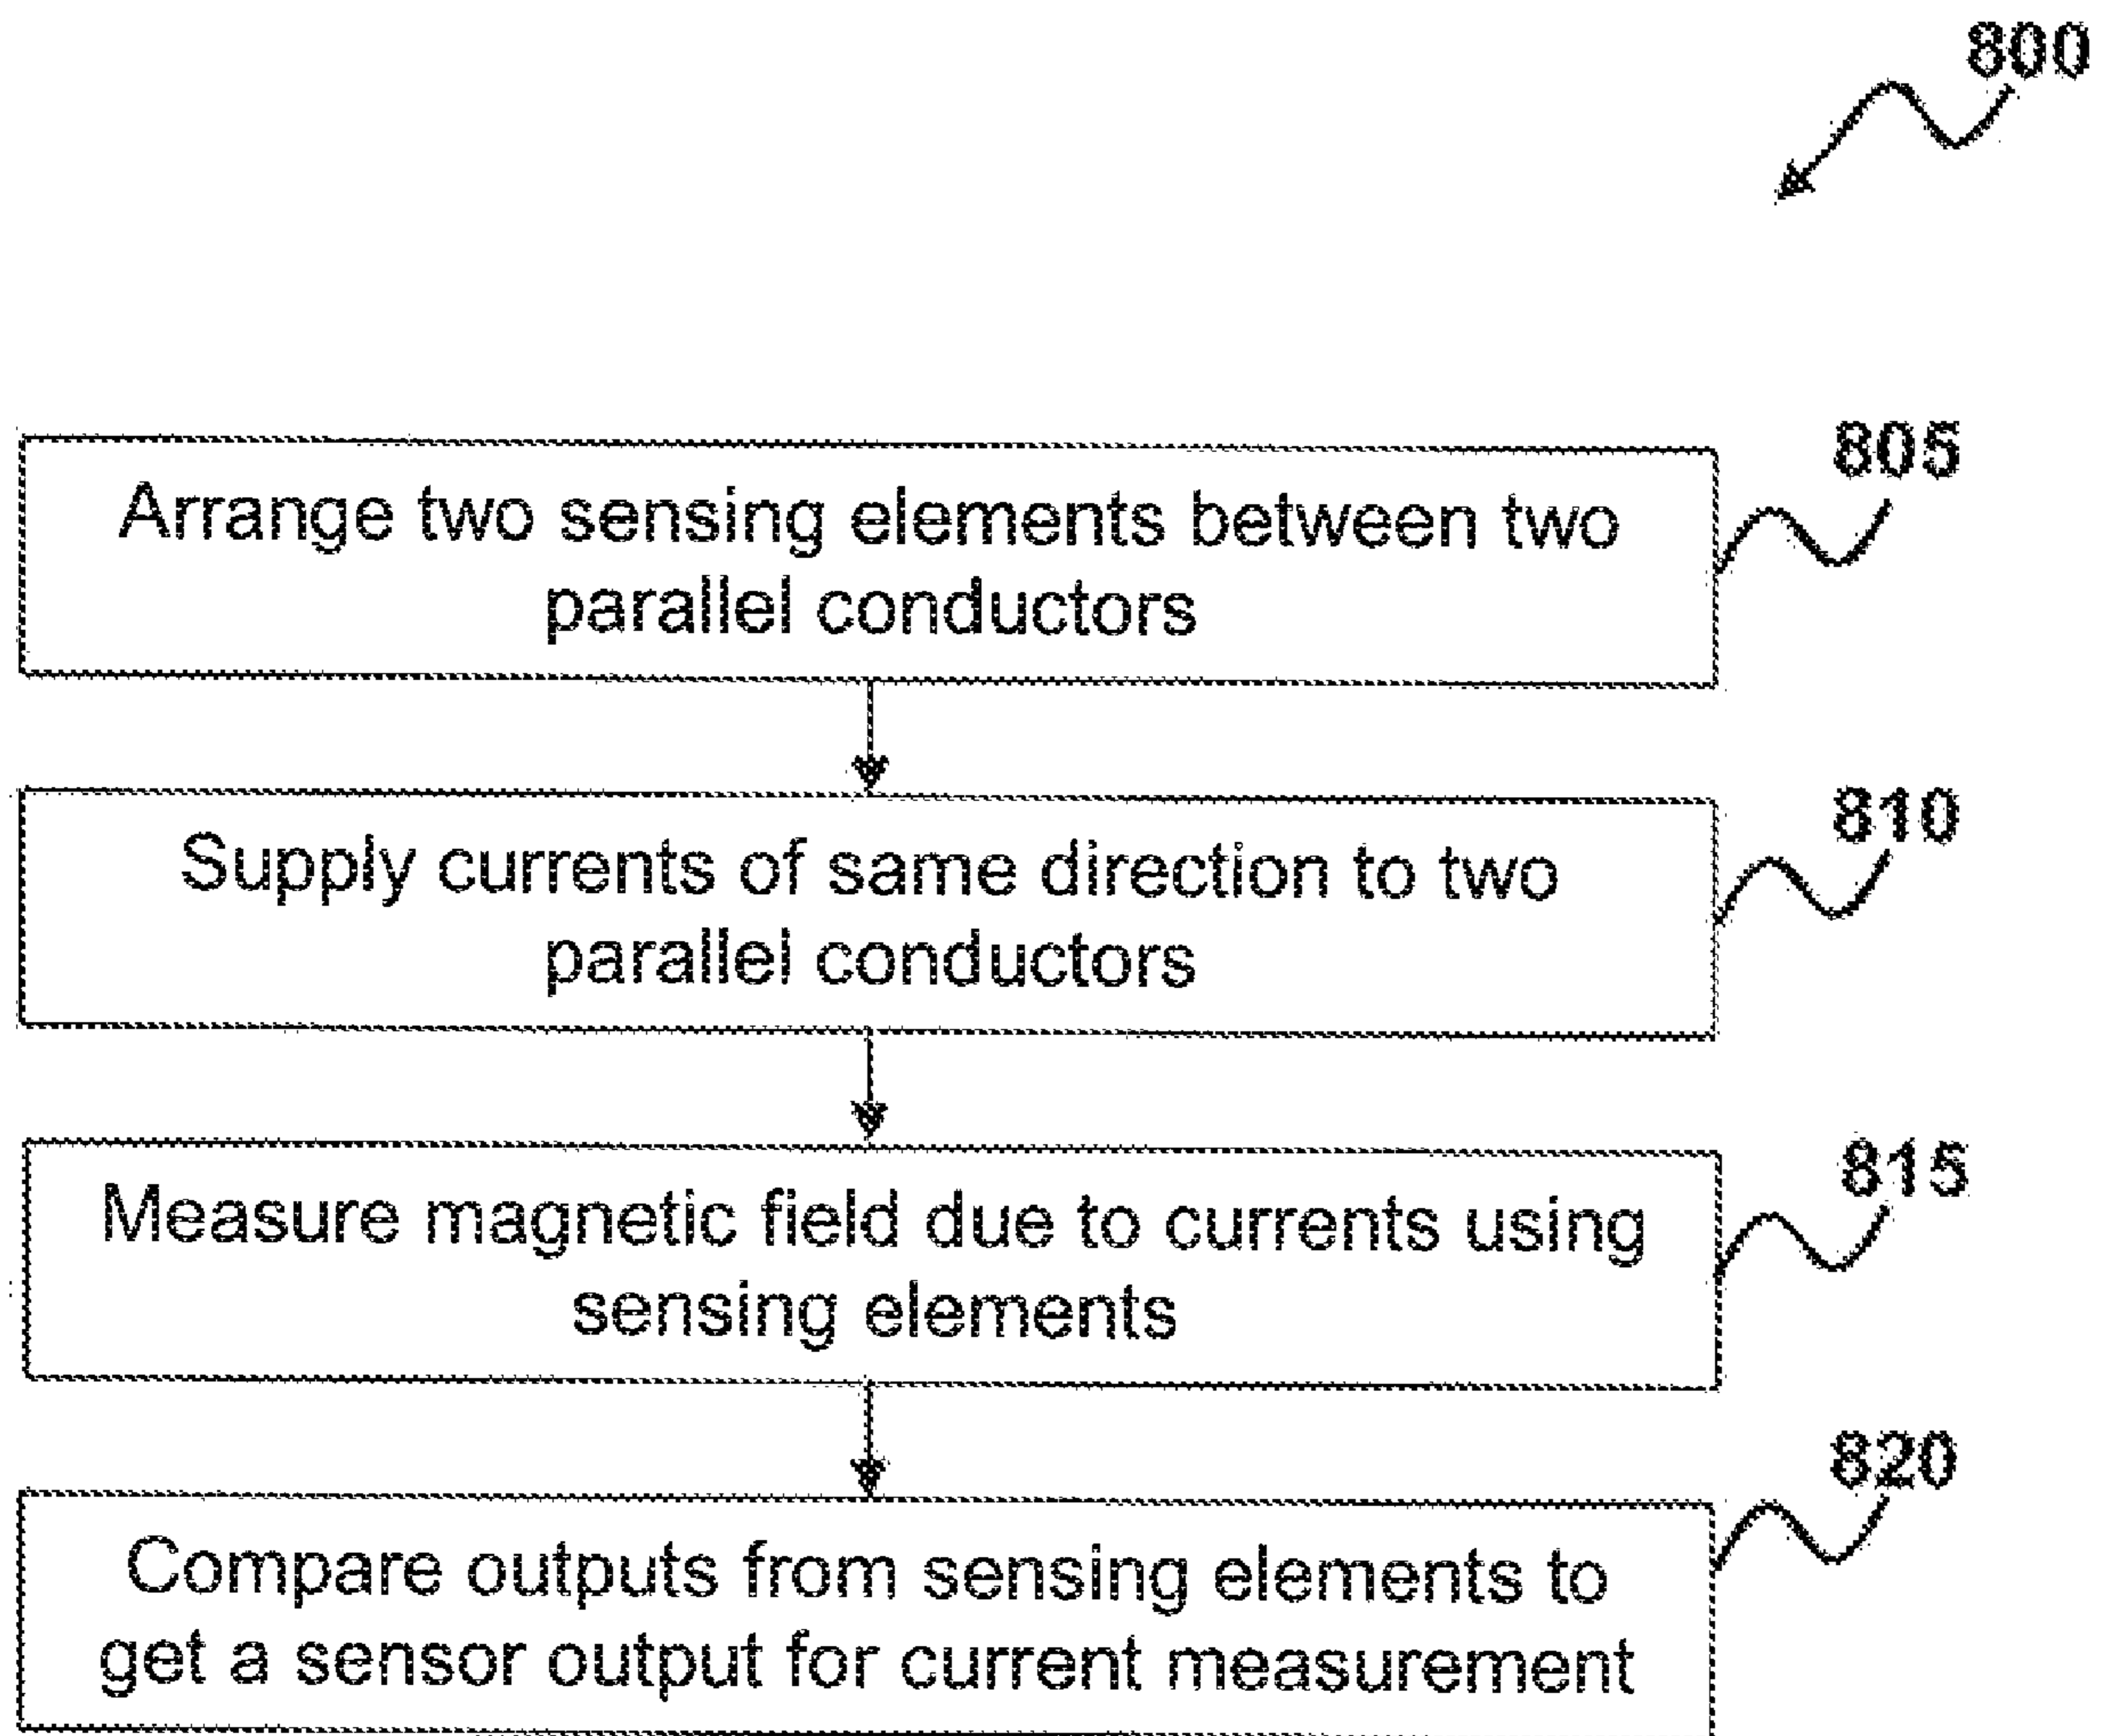 800
805
Arrange two sensing elements between two
parallel conductors
810
Supply currents of same direction to two
parallel conductors
815
Measure magnetic field due to currents using
sensing elements
820
Compare outputs from sensing elements to
get a sensor output for current measurement